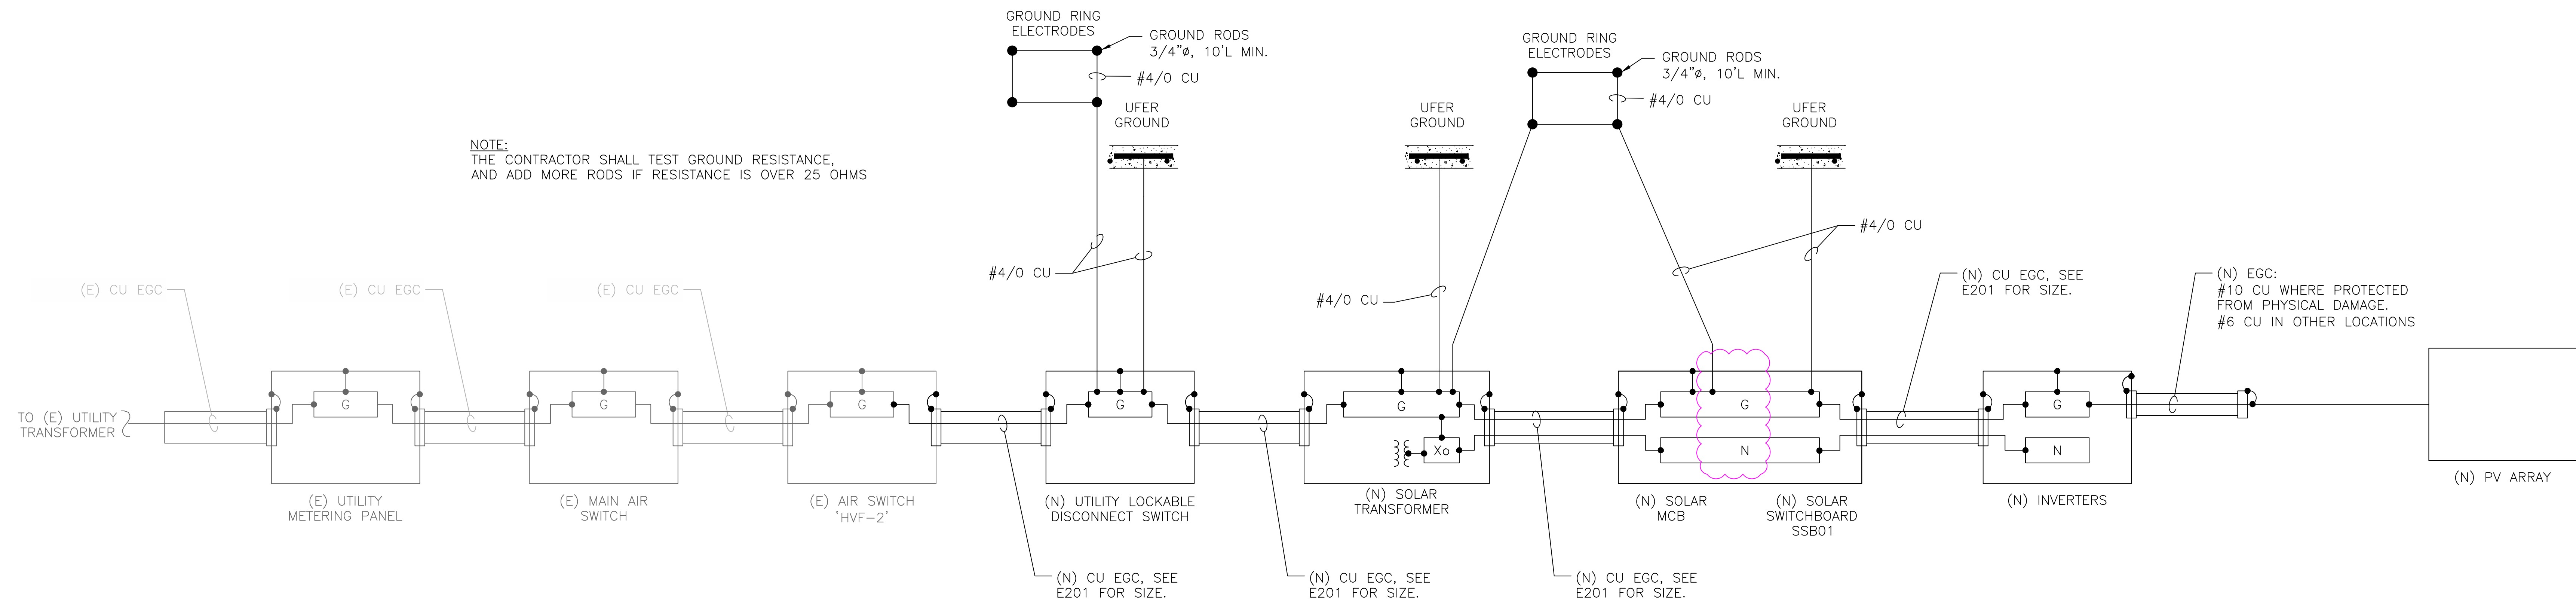 GROUND RING
ELECTRODES
GROUND RODS
3/4"ø, 10'L MIN.
#4/0 CU
UFER
GROUND
GROUND RING
ELECTRODES
GROUND RODS
3/4"ø, 10'L MIN.
#4/0 CU
UFER
GROUND
UFER
GROUND
NOTE:
THE CONTRACTOR SHALL TEST GROUND RESISTANCE,
AND ADD MORE RODS IF RESISTANCE IS OVER 25 OHMS
#4/0 CU
#4/0 CU
#4/0 CU
(E) CU EGC
(E) CU EGC
(E) CU EGC
(N) CU EGC, SEE
E201 FOR SIZE.
(N) EGC:
#10 CU WHERE PROTECTED
FROM PHYSICAL DAMAGE.
#6 CU IN OTHER LOCATIONS
TO (E) UTILITY
TRANSFORMER
G
G
G
G
G
Xo
G
N
G
N
(E) UTILITY
METERING PANEL
(E) MAIN AIR
SWITCH
(E) AIR SWITCH
'HVF-2'
(N) UTILITY LOCKABLE
DISCONNECT SWITCH
(N) SOLAR
TRANSFORMER
(N) SOLAR
MCB
(N) SOLAR
SWITCHBOARD
SSB01
(N) INVERTERS
(N) PV ARRAY
(N) CU EGC, SEE
E201 FOR SIZE.
(N) CU EGC, SEE
E201 FOR SIZE.
(N) CU EGC, SEE
E201 FOR SIZE.